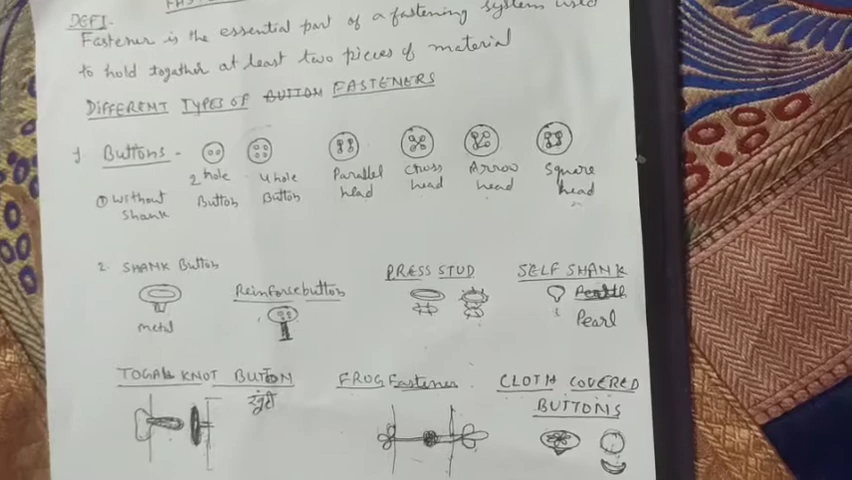 DEFI-
Fastener is the essential part of a fastening system used
to hold together at least two pieces of material
DIFFERENT TYPES OF BUTTON FASTENERS
1. Buttons -
① without shank
2 hole Button
4 hole Button
Parallel head
Cross head
Arrow head
Square head
2. SHANK Button
metal
Reinforsebutton
PRESS STUD
SELF SHANK
Pearl
TOGAL KNOT BUTTON
FROG Fastener
CLOTH COVERED
BUTTONS